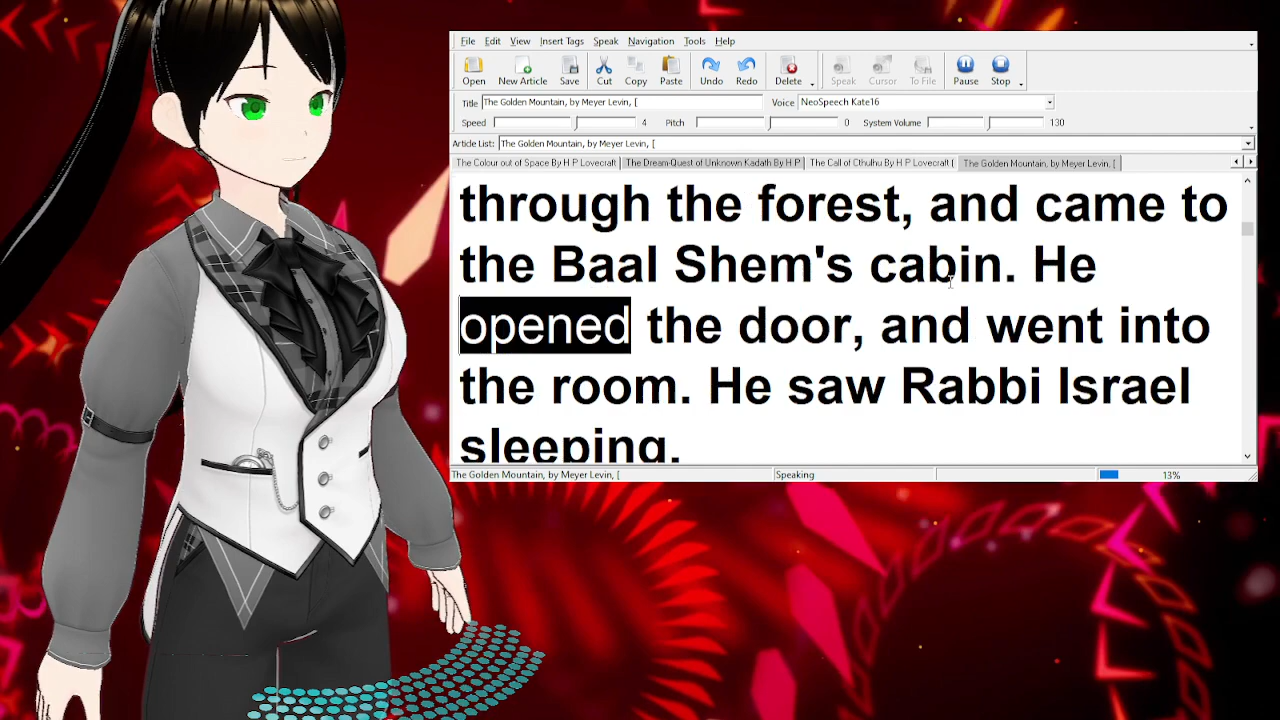 File Edit View Insert Tags Speak Navigation Tools Help
Open New Article Save Cut Copy Paste Undo Redo Delete Speak Cursor To File Pause Stop
Title The Golden Mountain, by Meyer Levin, [ Voice NeoSpeech Kate16
Speed 4 Pitch 0 System Volume 130
Article List: The Golden Mountain, by Meyer Levin, [
The Colour out of Space By H P Lovecraft The Dream-Quest of Unknown Kadath By H P The Call of Cthulhu By H P Lovecraft ( The Golden Mountain, by Meyer Levin, [
through the forest, and came to
the Baal Shem's cabin. He
opened the door, and went into
the room. He saw Rabbi Israel
sleeping.
The Golden Mountain, by Meyer Levin, [ Speaking 13%